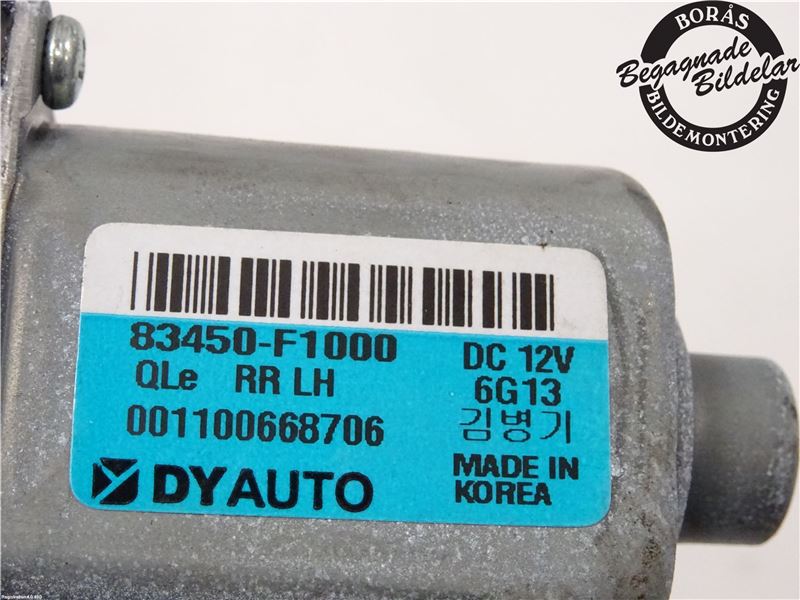 BORÅS
Begagnade
Bildelar
BILDEMONTERING
83450-F1000
DC 12V
QLe RR LH
6G13
001100668706
김병기
DYAUTO
MADE IN
KOREA